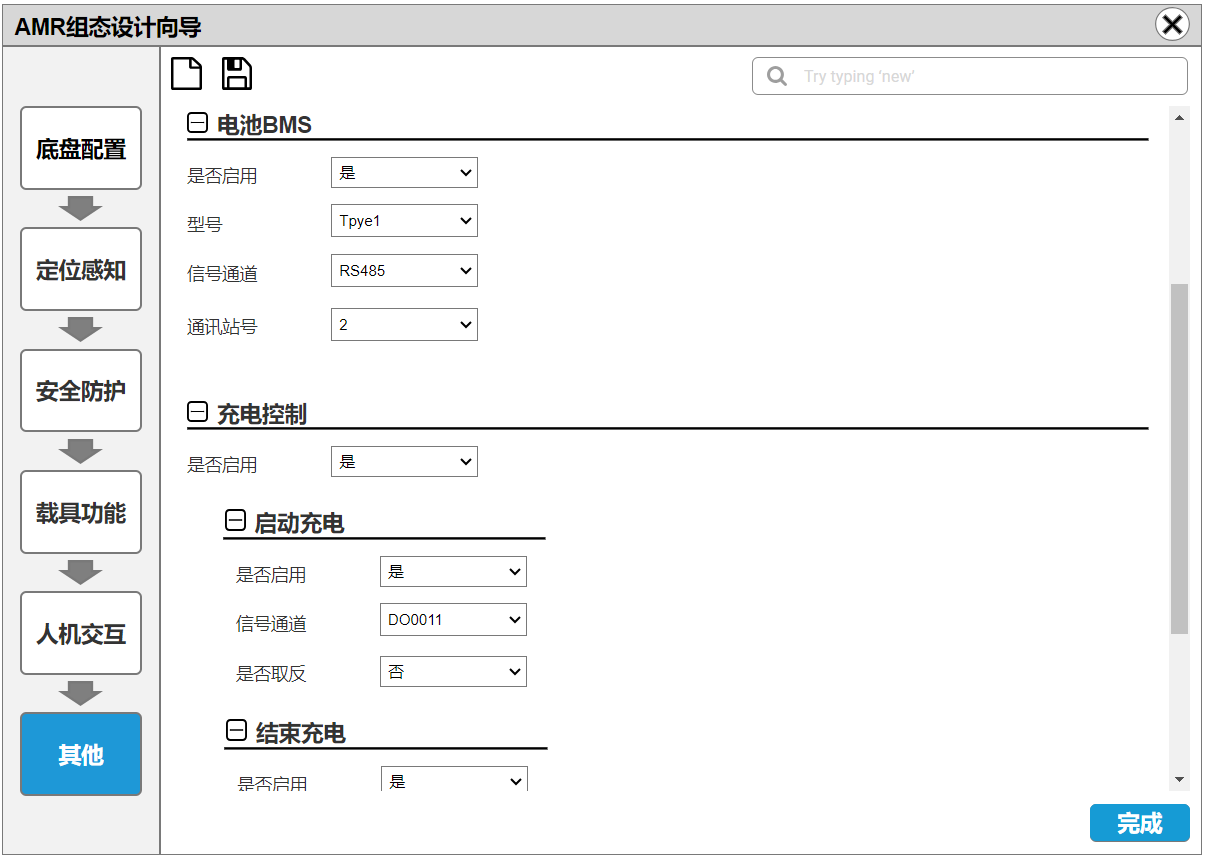 AMR组态设计向导
Try typing 'new'
底盘配置
定位感知
安全防护
载具功能
人机交互
其他
电池BMS
是否启用 是
型号 Tpye1
信号通道 RS485
通讯站号 2
充电控制
是否启用 是
启动充电
是否启用 是
信号通道 DO0011
是否取反 否
结束充电
是否启用 是
完成